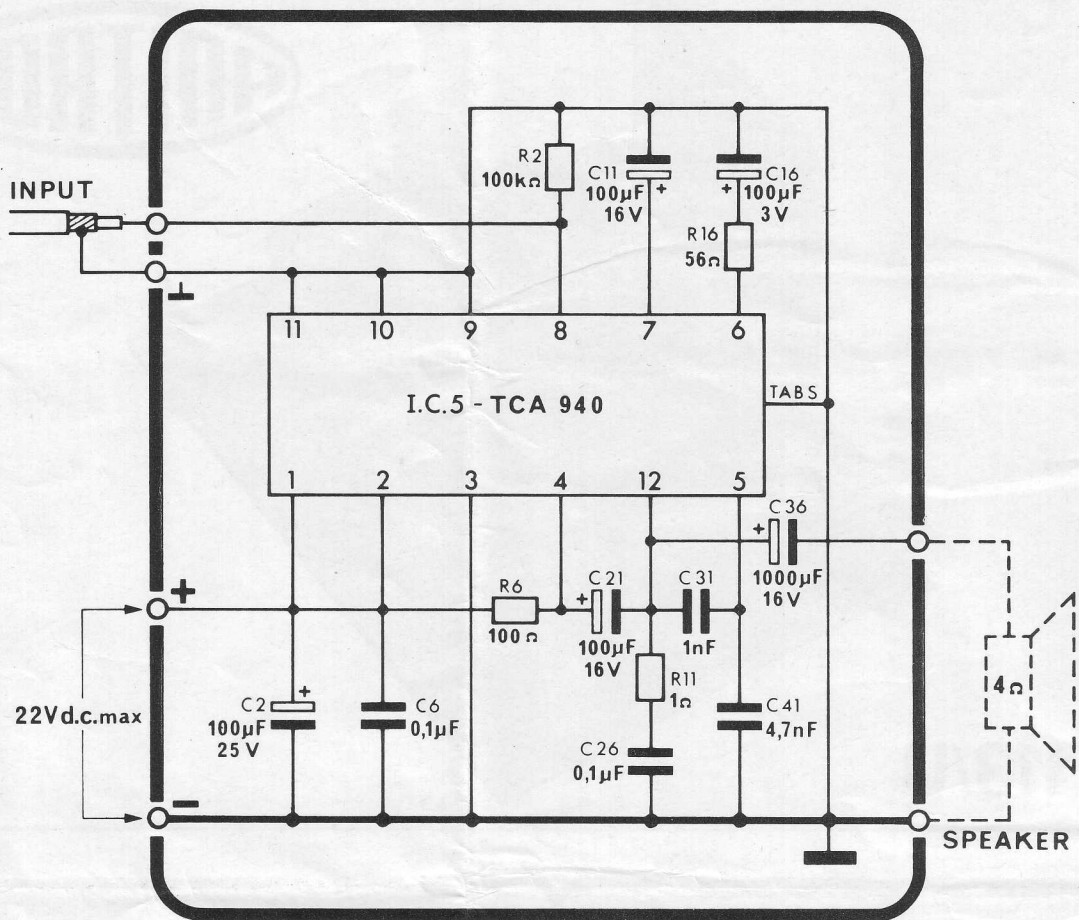 INPUT
R2
100kΩ
C11
100µF
16V
+
C16
100µF
3V
+
R16
56Ω
11 10 9 8 7 6
I.C.5 - TCA 940
TABS
1 2 3 4 12 5
+
C36
1000µF
16V
+
R6
100Ω
+
C21
100µF
16V
C31
1nF
R11
1Ω
4Ω
22Vd.c.max
+
C2
100µF
25V
C6
0,1µF
C41
4,7nF
C26
0,1µF
−
SPEAKER